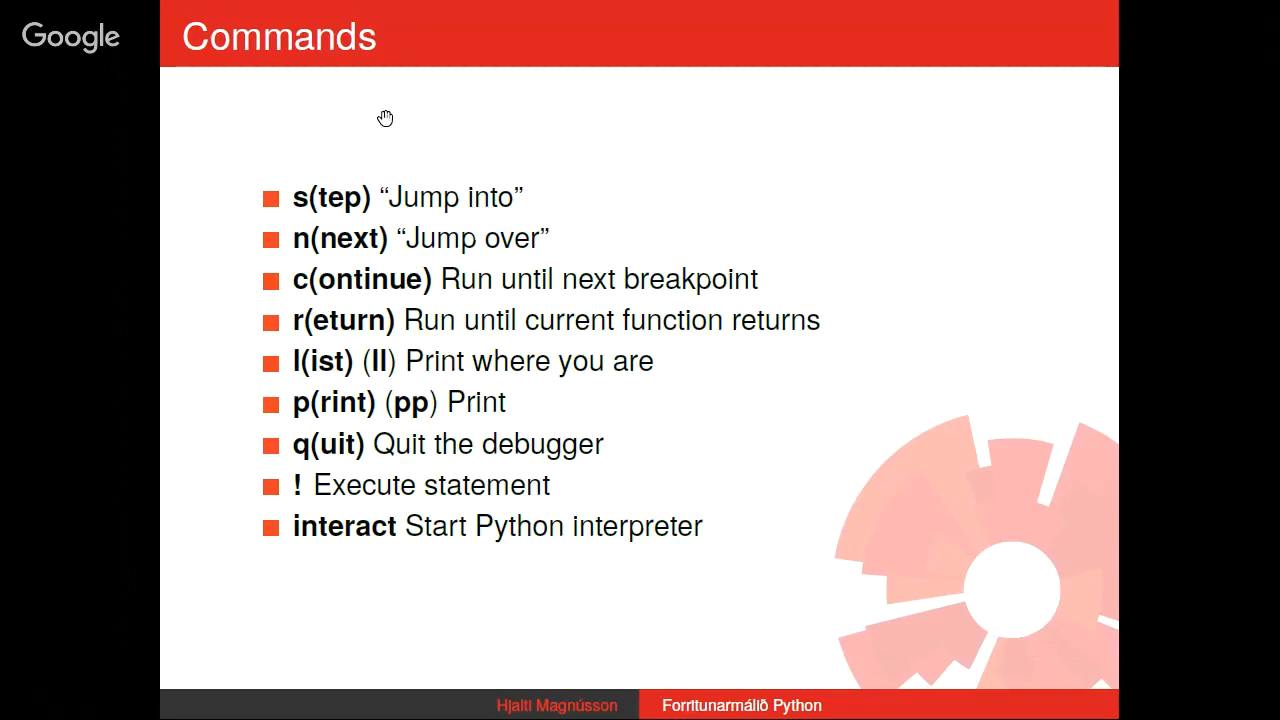 Google
Commands
s(tep) “Jump into”
n(next) “Jump over”
c(ontinue) Run until next breakpoint
r(eturn) Run until current function returns
l(ist) (ll) Print where you are
p(rint) (pp) Print
q(uit) Quit the debugger
! Execute statement
interact Start Python interpreter
Hjalti Magnússon
Forritunarmálið Python